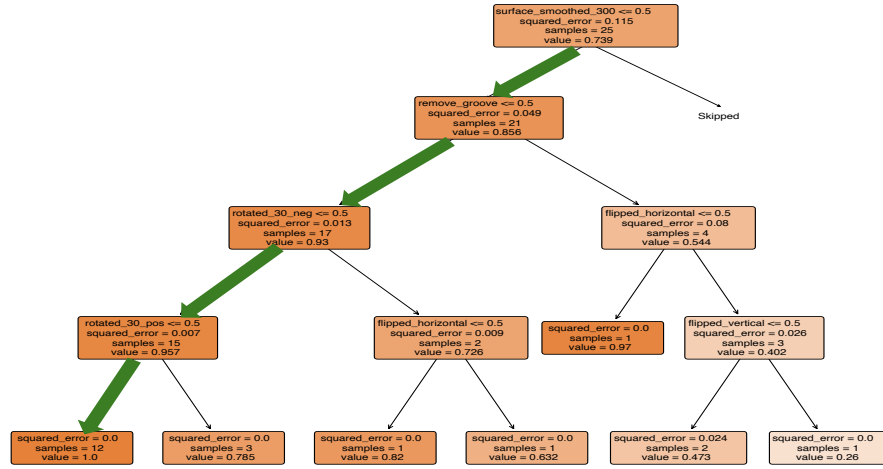 surface_smoothed_300 <= 0.5
squared_error = 0.115
samples = 25
value = 0.739
remove_groove <= 0.5
squared_error = 0.049
samples = 21
value = 0.856
Skipped
rotated_30_neg <= 0.5
squared_error = 0.013
samples = 17
value = 0.93
flipped_horizontal <= 0.5
squared_error = 0.08
samples = 4
value = 0.544
rotated_30_pos <= 0.5
squared_error = 0.007
samples = 15
value = 0.957
flipped_horizontal <= 0.5
squared_error = 0.009
samples = 2
value = 0.726
squared_error = 0.0
samples = 1
value = 0.97
flipped_vertical <= 0.5
squared_error = 0.026
samples = 3
value = 0.402
squared_error = 0.0
samples = 12
value = 1.0
squared_error = 0.0
samples = 3
value = 0.785
squared_error = 0.0
samples = 1
value = 0.82
squared_error = 0.0
samples = 1
value = 0.632
squared_error = 0.024
samples = 2
value = 0.473
squared_error = 0.0
samples = 1
value = 0.26